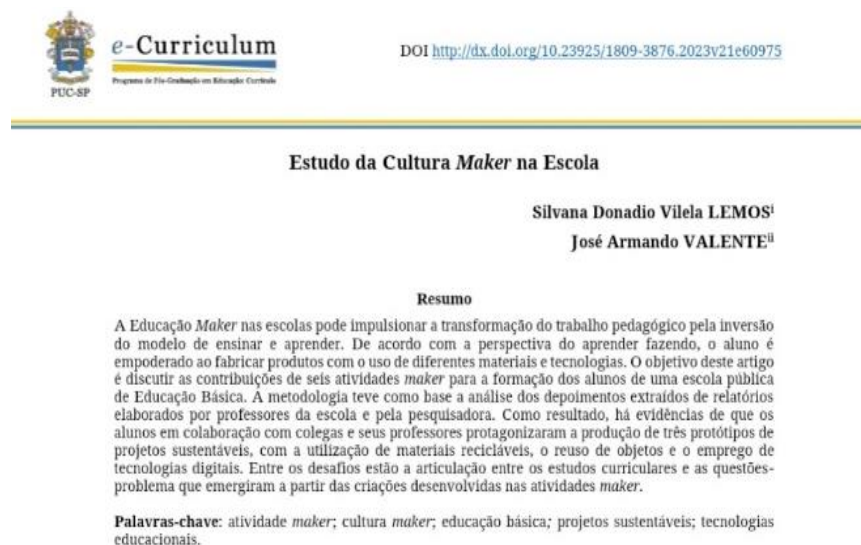 e-Curriculum
Programa de Pós-Graduação em Educação: Currículo
PUC-SP
DOI http://dx.doi.org/10.23925/1809-3876.2023v21e60975
Estudo da Cultura Maker na Escola
Silvana Donadio Vilela LEMOSⁱ
José Armando VALENTEⁱⁱ
Resumo
A Educação Maker nas escolas pode impulsionar a transformação do trabalho pedagógico pela inversão
do modelo de ensinar e aprender. De acordo com a perspectiva do aprender fazendo, o aluno é
empoderado ao fabricar produtos com o uso de diferentes materiais e tecnologias. O objetivo deste artigo
é discutir as contribuições de seis atividades maker para a formação dos alunos de uma escola pública
de Educação Básica. A metodologia teve como base a análise dos depoimentos extraídos de relatórios
elaborados por professores da escola e pela pesquisadora. Como resultado, há evidências de que os
alunos em colaboração com colegas e seus professores protagonizaram a produção de três protótipos de
projetos sustentáveis, com a utilização de materiais recicláveis, o reuso de objetos e o emprego de
tecnologias digitais. Entre os desafios estão a articulação entre os estudos curriculares e as questões-
problema que emergiram a partir das criações desenvolvidas nas atividades maker.
Palavras-chave: atividade maker; cultura maker; educação básica; projetos sustentáveis; tecnologias
educacionais.